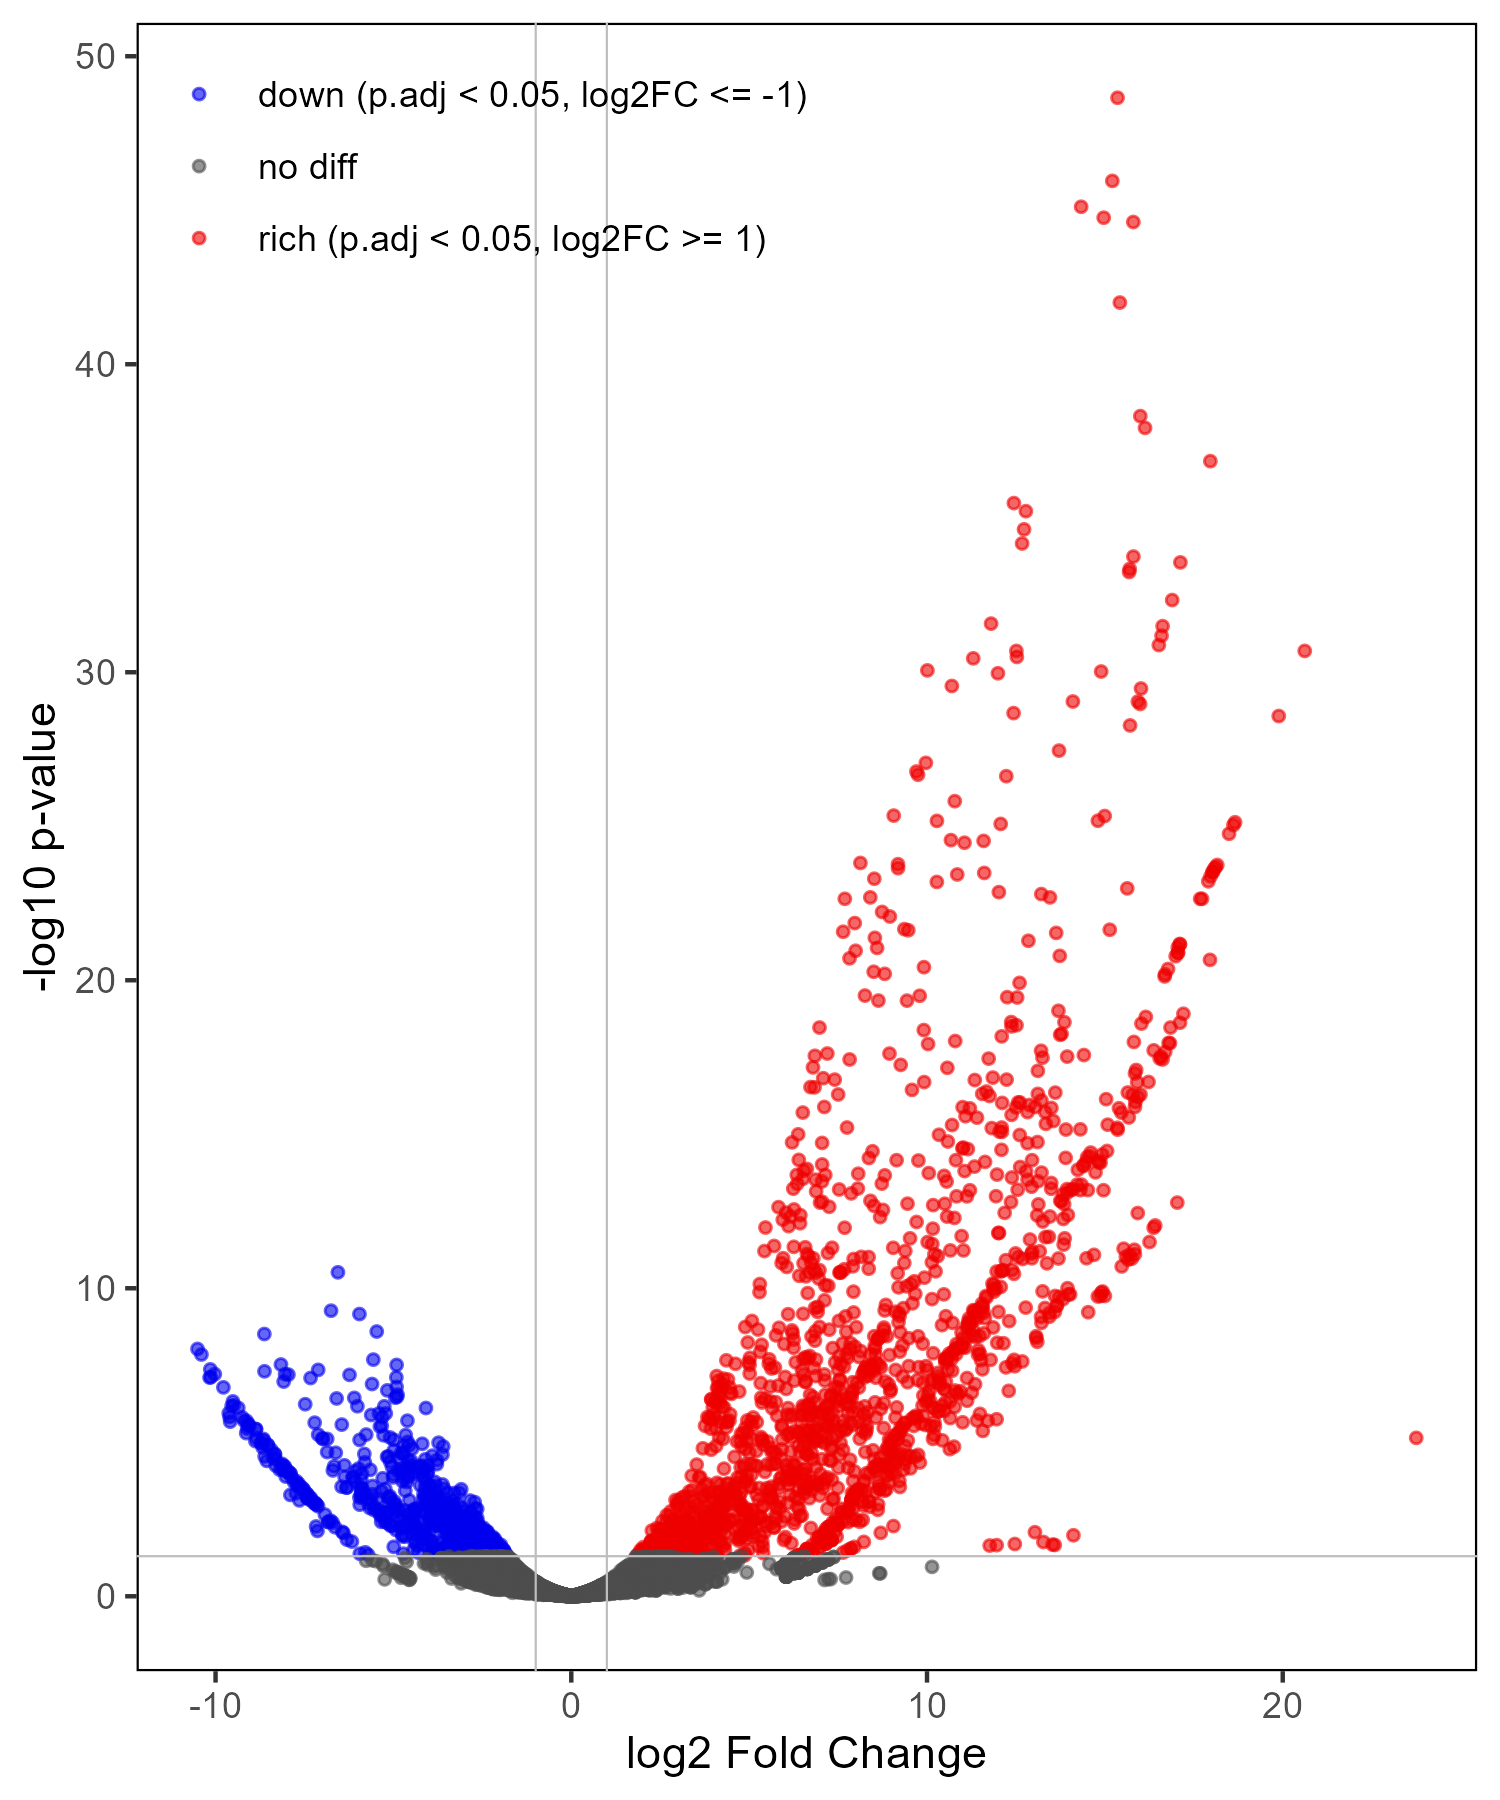 50
down (p.adj < 0.05, log2FC <= -1)
no diff
rich (p.adj < 0.05, log2FC >= 1)
40
30
20
10
0
-log10 p-value
-10
0
10
20
log2 Fold Change